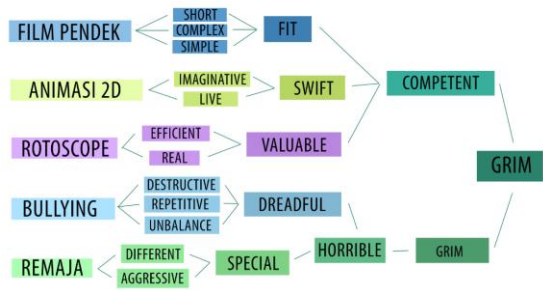 FILM PENDEK
SHORT
COMPLEX
SIMPLE
FIT
ANIMASI 2D
IMAGINATIVE
LIVE
SWIFT
COMPETENT
ROTOSCOPE
EFFICIENT
REAL
VALUABLE
GRIM
BULLYING
DESTRUCTIVE
REPETITIVE
UNBALANCE
DREADFUL
HORRIBLE
GRIM
REMAJA
DIFFERENT
AGGRESSIVE
SPECIAL